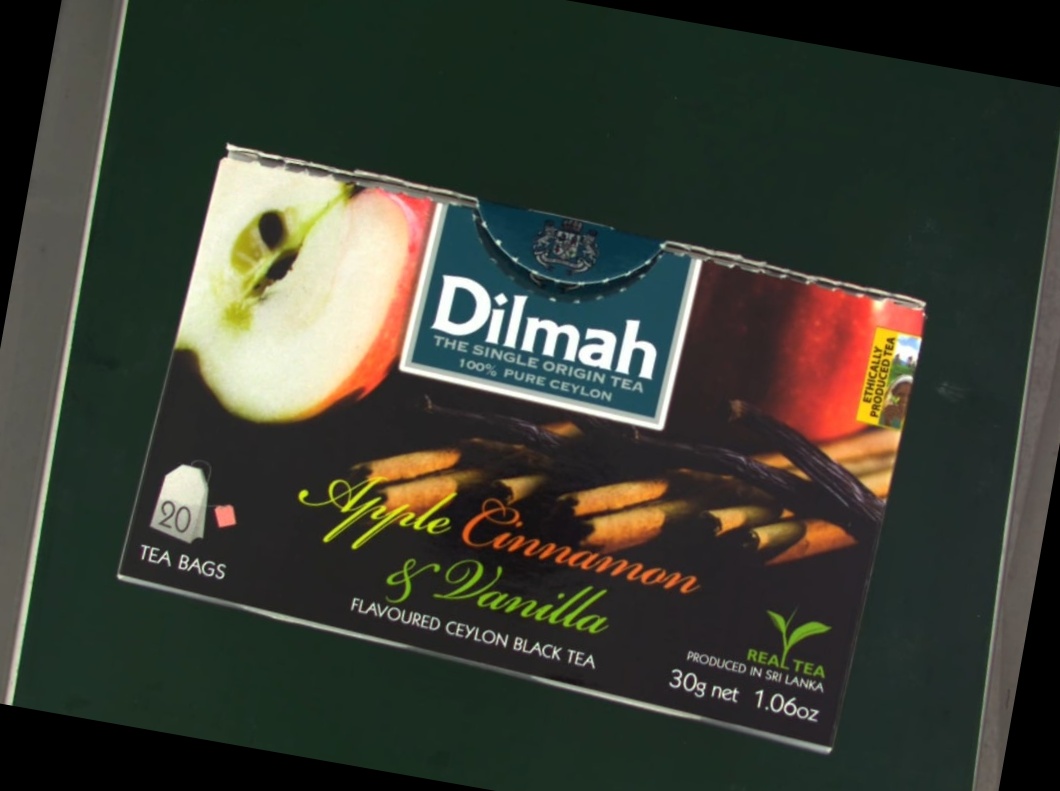 Dilmah
THE SINGLE ORIGIN TEA
100% PURE CEYLON
ETHICALLY
PRODUCED TEA
20
TEA BAGS
Apple Cinnamon
& Vanilla
FLAVOURED CEYLON BLACK TEA
REAL TEA
PRODUCED IN SRI LANKA
30g net 1.06oz